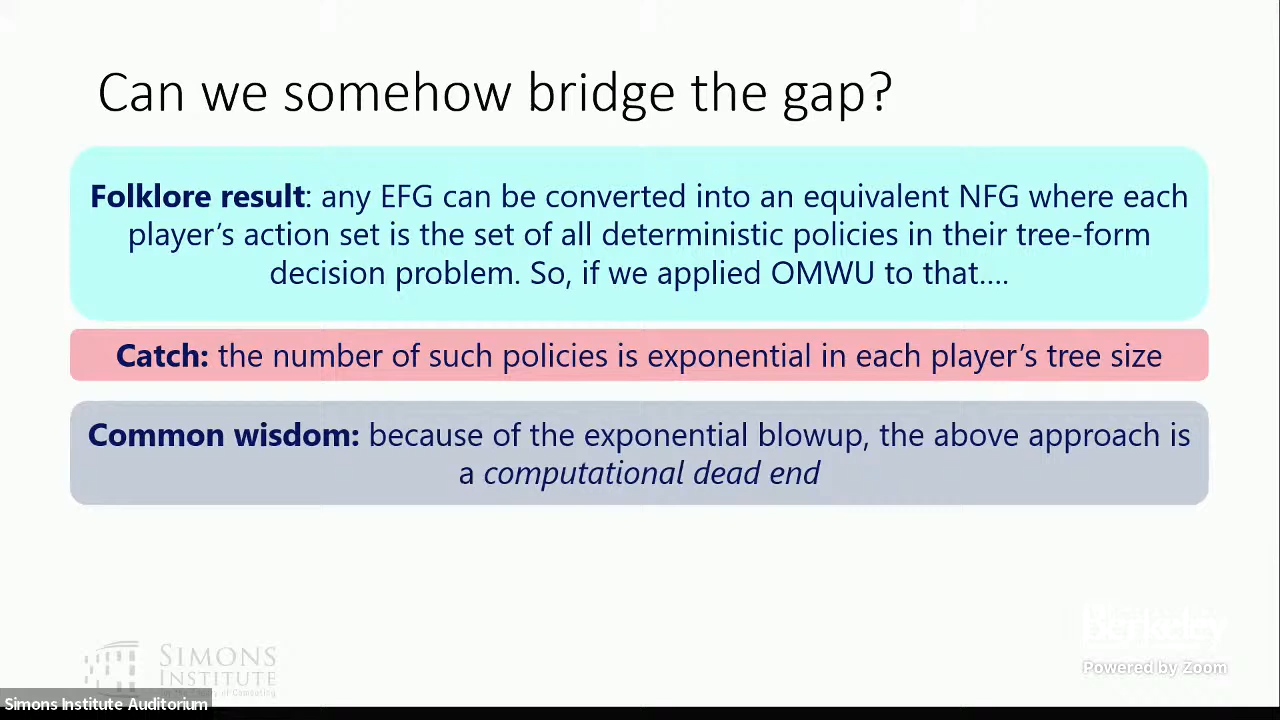 Can we somehow bridge the gap?
Folklore result: any EFG can be converted into an equivalent NFG where each
player’s action set is the set of all deterministic policies in their tree-form
decision problem. So, if we applied OMWU to that....
Catch: the number of such policies is exponential in each player’s tree size
Common wisdom: because of the exponential blowup, the above approach is
a computational dead end
SIMONS
INSTITUTE
of Computing
Berkeley
Powered by Zoom
Simons Institute Auditorium